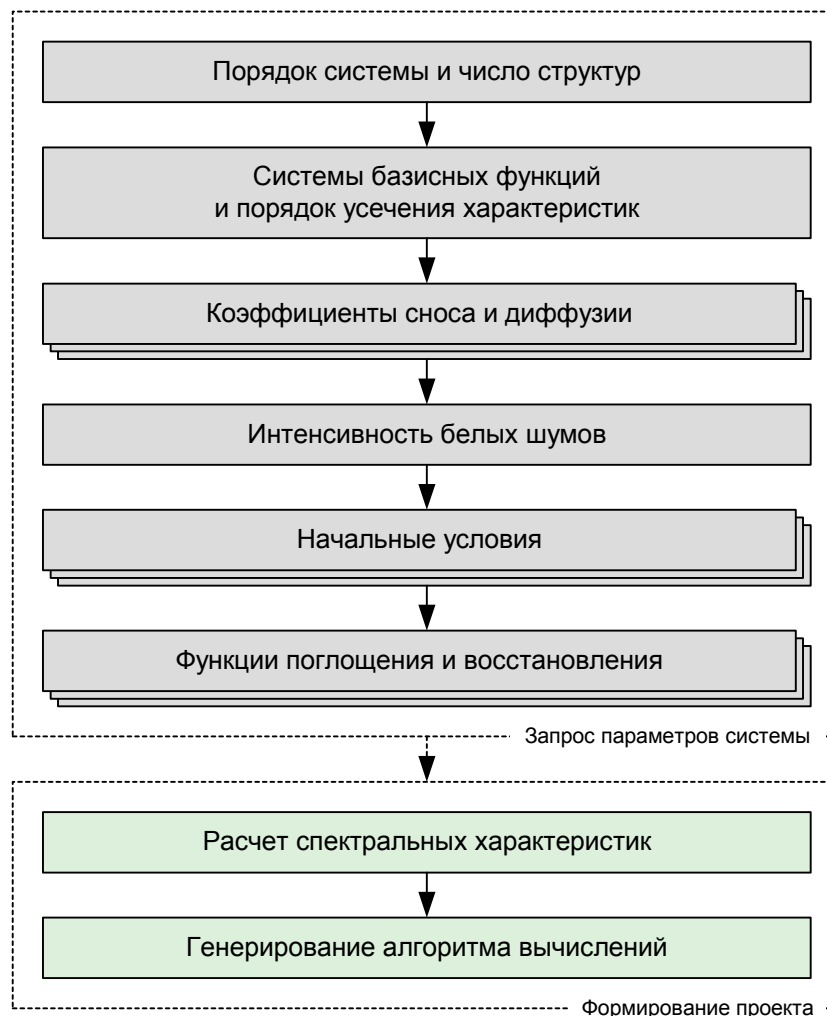 Порядок системы и число структур
Системы базисных функций
и порядок усечения характеристик
Коэффициенты сноса и диффузии
Интенсивность белых шумов
Начальные условия
Функции поглощения и восстановления
Запрос параметров системы
Расчет спектральных характеристик
Генерирование алгоритма вычислений
Формирование проекта